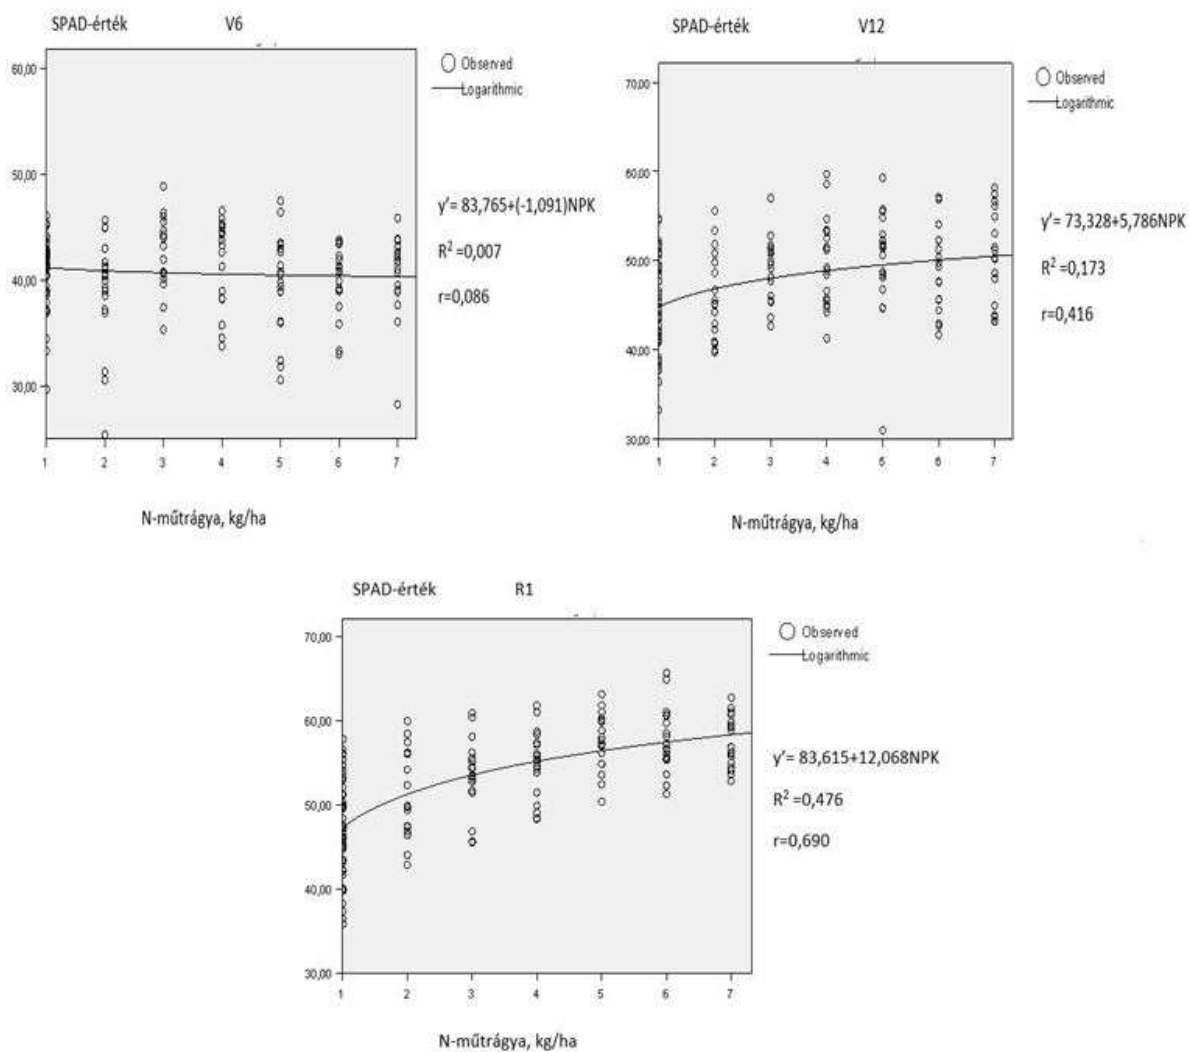 SPAD-érték V6
60,00
50,00
40,00
30,00
1 2 3 4 5 6 7
N-műtrágya, kg/ha
Observed
Logarithmic
y'= 83,765+(-1,091)NPK
R² =0,007
r=0,086
SPAD-érték V12
70,00
60,00
50,00
40,00
30,00
1 2 3 4 5 6 7
N-műtrágya, kg/ha
Observed
Logarithmic
y'= 73,328+5,786NPK
R² =0,173
r=0,416
SPAD-érték R1
70,00
60,00
50,00
40,00
30,00
1 2 3 4 5 6 7
N-műtrágya, kg/ha
Observed
Logarithmic
y'= 83,615+12,068NPK
R² =0,476
r=0,690